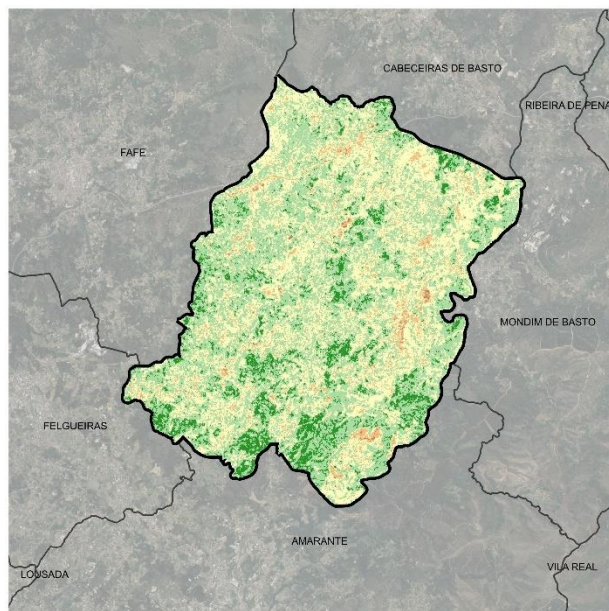 CABECEIRAS DE BASTO
RIBEIRA DE PENA
FAFE
MONDIM DE BASTO
FELGUEIRAS
AMARANTE
LOUSADA
VILA REAL